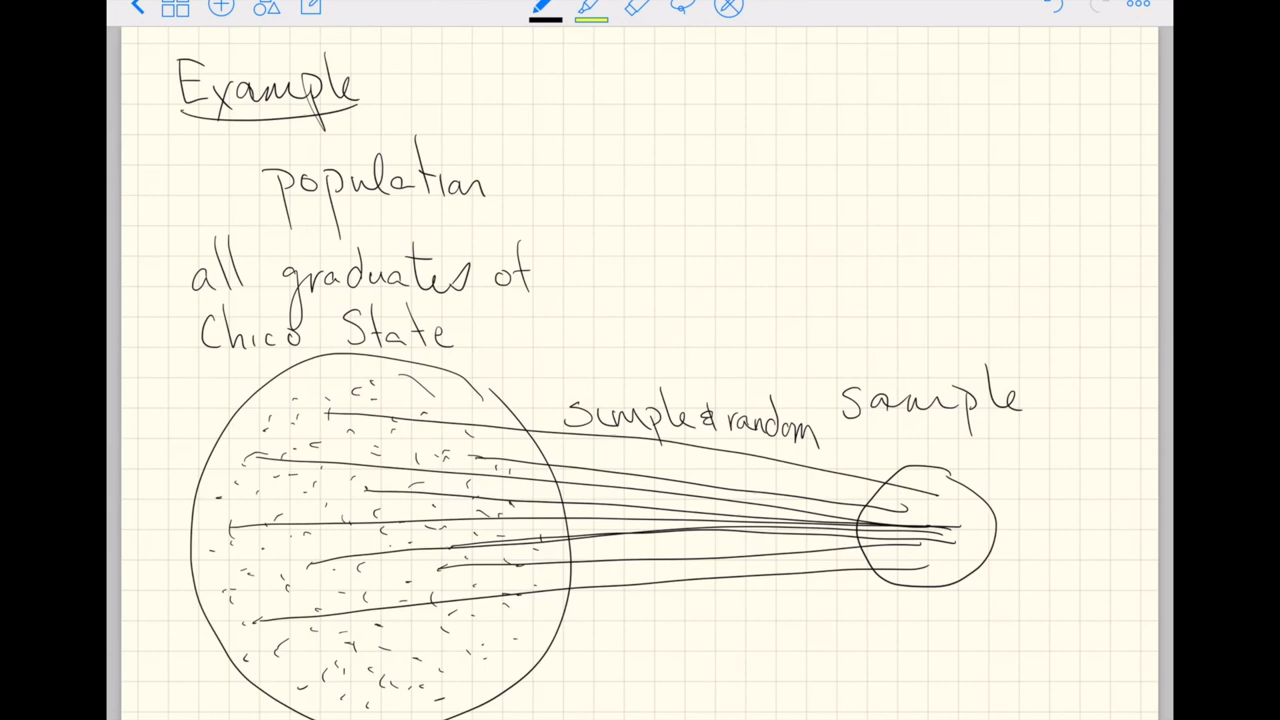 Example
population
all graduates of
Chico State
simple & random
sample